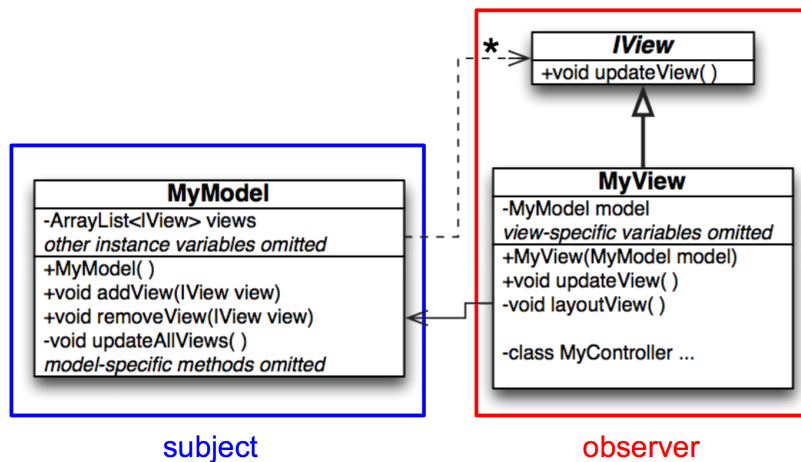 *
IView
+void updateView( )
MyModel
-ArrayList<IView> views
other instance variables omitted
+MyModel( )
+void addView(IView view)
+void removeView(IView view)
-void updateAllViews( )
model-specific methods omitted
MyView
-MyModel model
view-specific variables omitted
+MyView(MyModel model)
+void updateView( )
-void layoutView( )
-class MyController ...
subject
observer